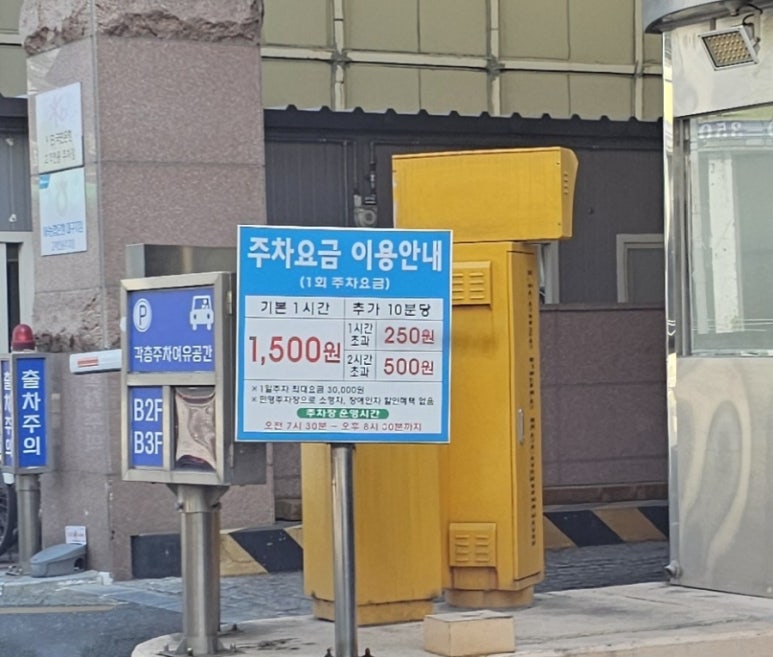 주차요금 이용안내
(1회 주차요금)
기본 1시간
추가 10분당
1,500원
1시간 초과 250원
2시간 초과 500원
※1일주차 최대요금 30,000원
※민영주차장으로 소형차, 장애인차 할인혜택 없음
주차장 운영시간
오전 7시 30분 ~ 오후 8시 30분까지
P
각층주차여유공간
B2F
B3F
출차주의
출차주의